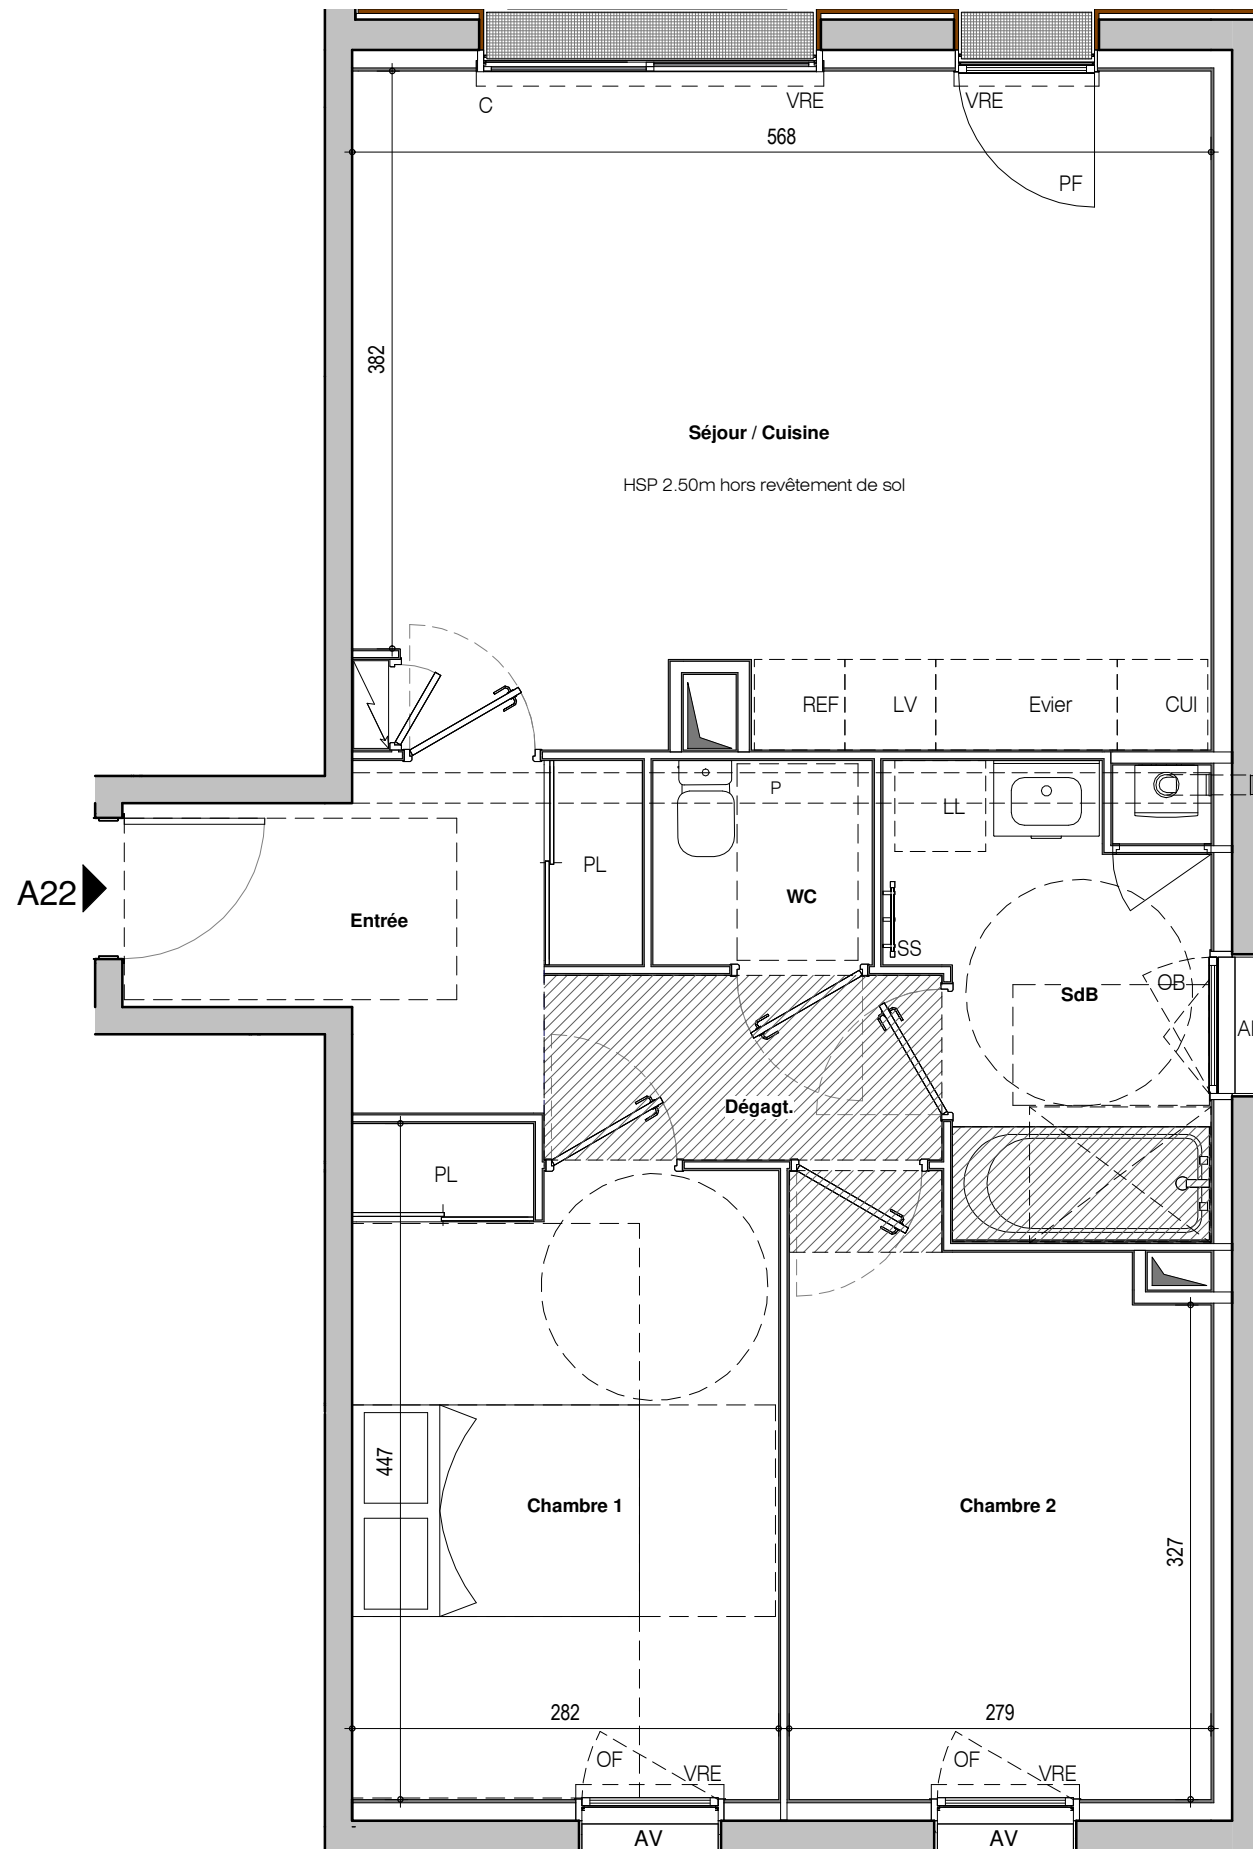 C
VRE
VRE
568
PF
382
Séjour / Cuisine
HSP 2.50m hors revêtement de sol
REF
LV
Evier
CUI
P
LL
PL
WC
A22
Entrée
SS
OB
SdB
Dégagt.
PL
447
Chambre 1
Chambre 2
327
282
279
OF
VRE
OF
VRE
AV
AV